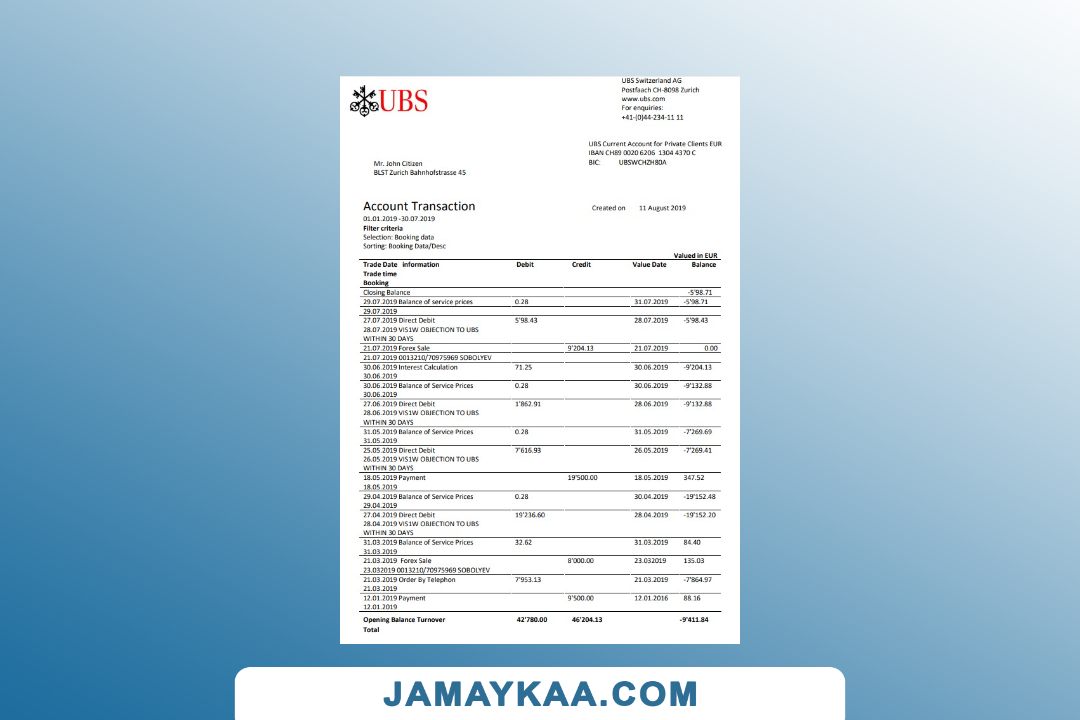 UBS
UBS Switzerland AG
Postfaach CH-8098 Zurich
www.ubs.com
For enquiries:
+41-(0)44-234-11 11
UBS Current Account for Private Clients EUR
IBAN CH89 0020 6206 1304 4370 C
BIC: UBSWCHZH80A
Mr. John Citizen
BLST Zurich Bahnhofstrasse 45
Account Transaction
Created on 11 August 2019
01.01.2019 -30.07.2019
Filter criteria
Selection: Booking data
Sorting: Booking Data/Desc
Valued in EUR
Trade Date information Debit Credit Value Date Balance
Trade time
Booking
Closing Balance -5'98.71
29.07.2019 Balance of service prices 0.28 31.07.2019 -5'98.71
29.07.2019
27.07.2019 Direct Debit 5'98.43 28.07.2019 -5'98.43
28.07.2019 VIS1W OBJECTION TO UBS
WITHIN 30 DAYS
21.07.2019 Forex Sale 9'204.13 21.07.2019 0.00
21.07.2019 0013210/70975969 SOBOLYEV
30.06.2019 Interest Calculation 71.25 30.06.2019 -9'204.13
30.06.2019
30.06.2019 Balance of Service Prices 0.28 30.06.2019 -9'132.88
30.06.2019
27.06.2019 Direct Debit 1'862.91 28.06.2019 -9'132.88
28.06.2019 VIS1W OBJECTION TO UBS
WITHIN 30 DAYS
31.05.2019 Balance of Service Prices 0.28 31.05.2019 -7'269.69
31.05.2019
25.05.2019 Direct Debit 7'616.93 26.05.2019 -7'269.41
26.05.2019 VIS1W OBJECTION TO UBS
WITHIN 30 DAYS
18.05.2019 Payment 19'500.00 18.05.2019 347.52
18.05.2019
29.04.2019 Balance of Service Prices 0.28 30.04.2019 -19'152.48
29.04.2019
27.04.2019 Direct Debit 19'236.60 28.04.2019 -19'152.20
28.04.2019 VIS1W OBJECTION TO UBS
WITHIN 30 DAYS
31.03.2019 Balance of Service Prices 32.62 31.03.2019 84.40
31.03.2019
21.03.2019 Forex Sale 8'000.00 23.032019 135.03
23.032019 0013210/70975969 SOBOLYEV
21.03.2019 Order By Telephon 7'953.13 21.03.2019 -7'864.97
21.03.2019
12.01.2019 Payment 9'500.00 12.01.2016 88.16
12.01.2019
Opening Balance Turnover 42'780.00 46'204.13 -9'411.84
Total
JAMAYKAA.COM